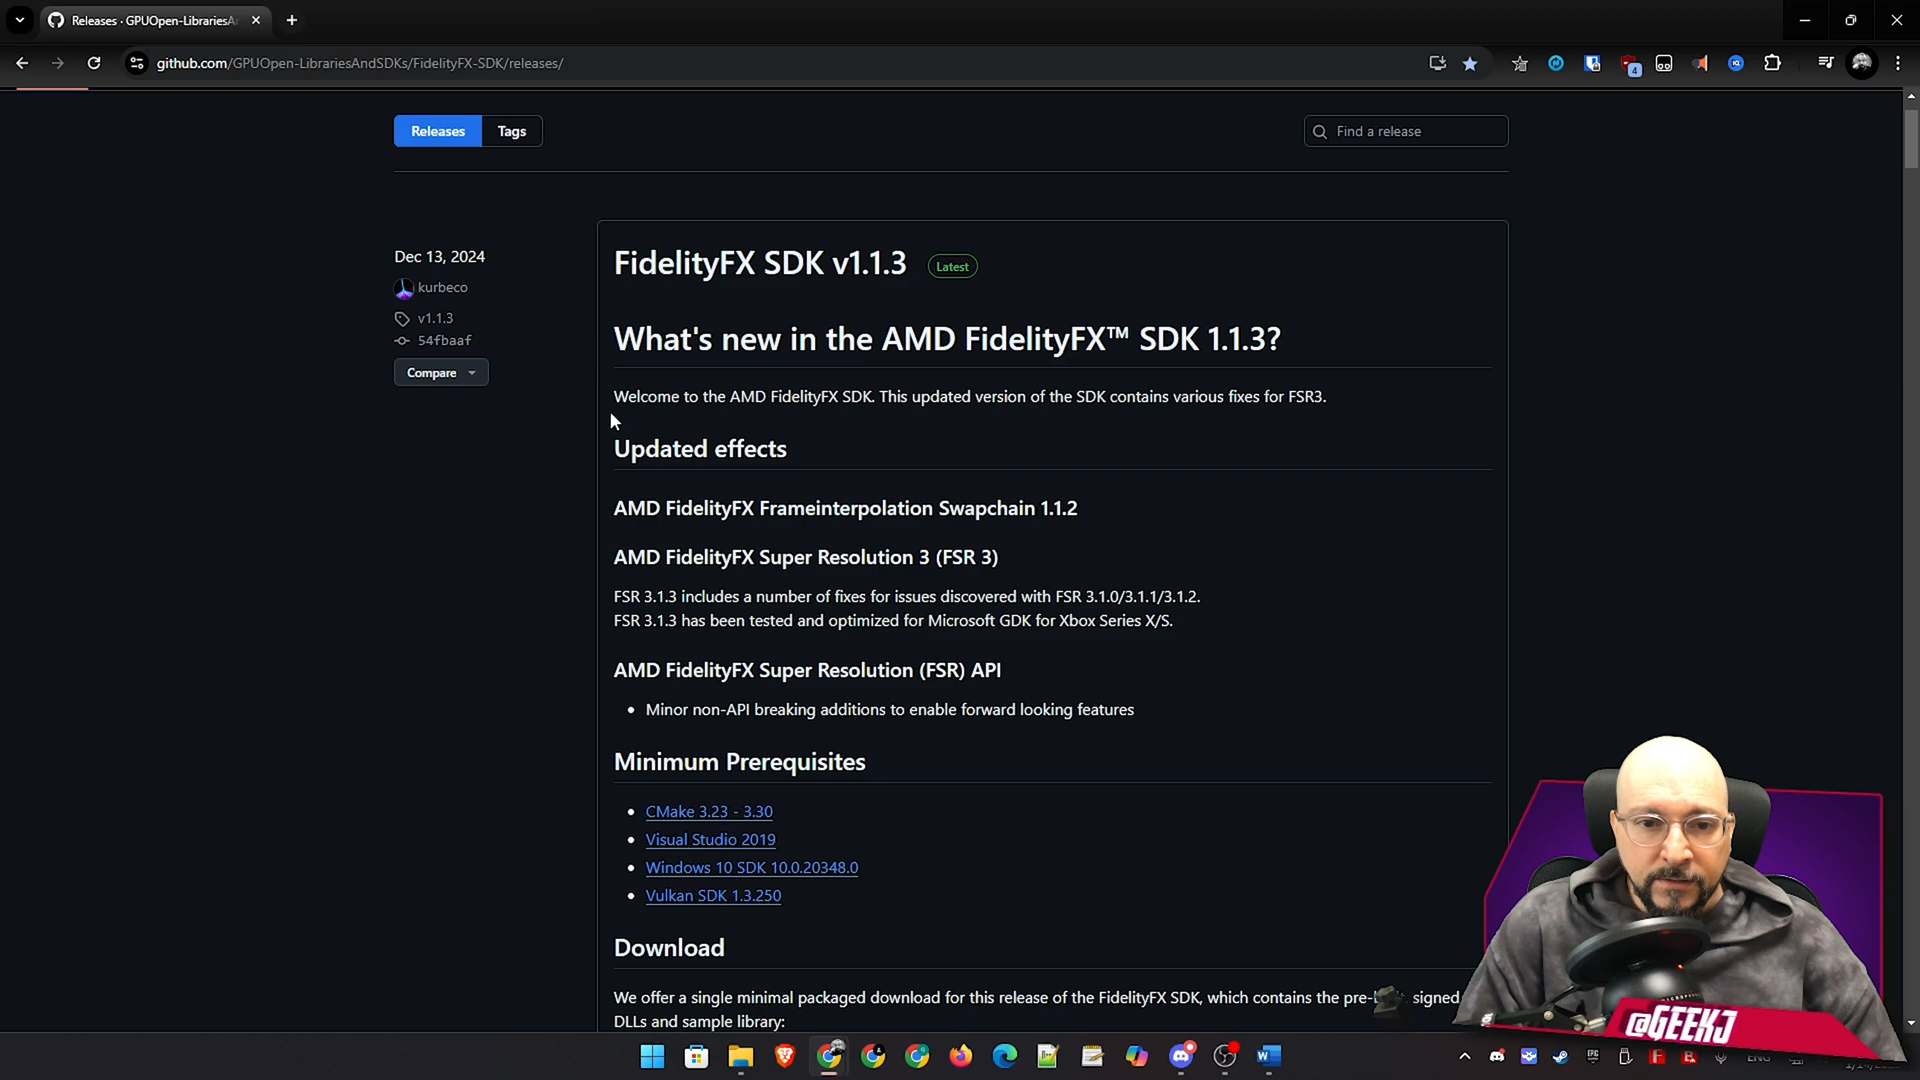 Releases · GPUOpen-LibrariesA
github.com/GPUOpen-LibrariesAndSDKs/FidelityFX-SDK/releases/
4
Releases
Tags
Find a release
Dec 13, 2024
kurbeco
v1.1.3
54fbaaf
Compare
FidelityFX SDK v1.1.3
Latest
What's new in the AMD FidelityFX™ SDK 1.1.3?
Welcome to the AMD FidelityFX SDK. This updated version of the SDK contains various fixes for FSR3.
Updated effects
AMD FidelityFX Frameinterpolation Swapchain 1.1.2
AMD FidelityFX Super Resolution 3 (FSR 3)
FSR 3.1.3 includes a number of fixes for issues discovered with FSR 3.1.0/3.1.1/3.1.2.
FSR 3.1.3 has been tested and optimized for Microsoft GDK for Xbox Series X/S.
AMD FidelityFX Super Resolution (FSR) API
• Minor non-API breaking additions to enable forward looking features
Minimum Prerequisites
• CMake 3.23 - 3.30
• Visual Studio 2019
• Windows 10 SDK 10.0.20348.0
• Vulkan SDK 1.3.250
Download
We offer a single minimal packaged download for this release of the FidelityFX SDK, which contains the pre- signed
DLLs and sample library:
@GEEKJ
ENG